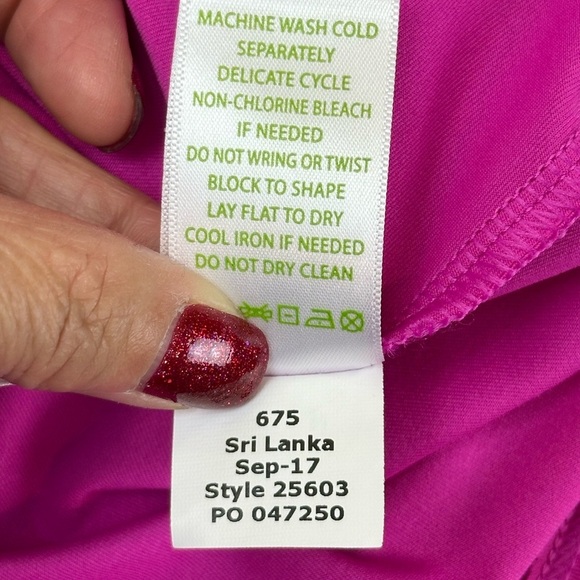 MACHINE WASH COLD
SEPARATELY
DELICATE CYCLE
NON-CHLORINE BLEACH
IF NEEDED
DO NOT WRING OR TWIST
BLOCK TO SHAPE
LAY FLAT TO DRY
COOL IRON IF NEEDED
DO NOT DRY CLEAN
675
Sri Lanka
Sep-17
Style 25603
PO 047250